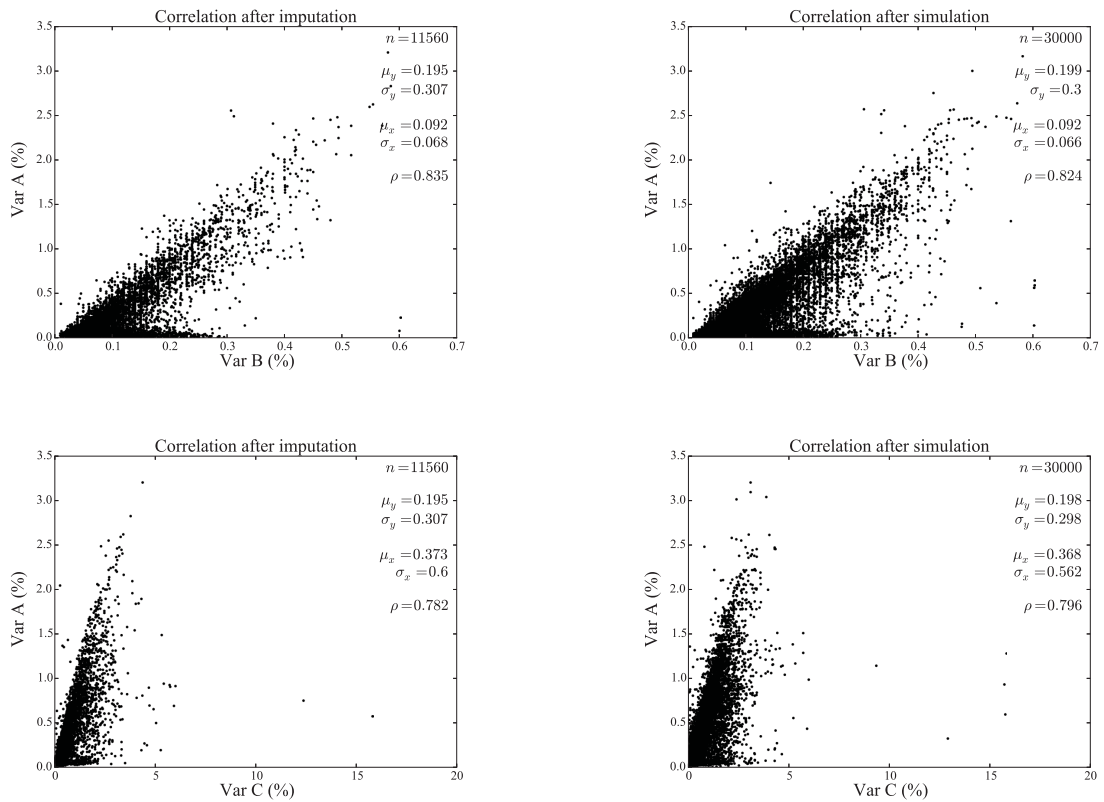 Correlation after imputation
3.5
3.0
2.5
2.0
1.5
1.0
0.5
0.0
Var A (%)
n = 11560
μy = 0.195
σy = 0.307
μx = 0.092
σx = 0.068
ρ = 0.835
0.0 0.1 0.2 0.3 0.4 0.5 0.6 0.7
Var B (%)
Correlation after simulation
3.5
3.0
2.5
2.0
1.5
1.0
0.5
0.0
Var A (%)
n = 30000
μy = 0.199
σy = 0.3
μx = 0.092
σx = 0.066
ρ = 0.824
0.0 0.1 0.2 0.3 0.4 0.5 0.6 0.7
Var B (%)
Correlation after imputation
3.5
3.0
2.5
2.0
1.5
1.0
0.5
0.0
Var A (%)
n = 11560
μy = 0.195
σy = 0.307
μx = 0.373
σx = 0.6
ρ = 0.782
0 5 10 15 20
Var C (%)
Correlation after simulation
3.5
3.0
2.5
2.0
1.5
1.0
0.5
0.0
Var A (%)
n = 30000
μy = 0.198
σy = 0.298
μx = 0.368
σx = 0.562
ρ = 0.796
0 5 10 15 20
Var C (%)